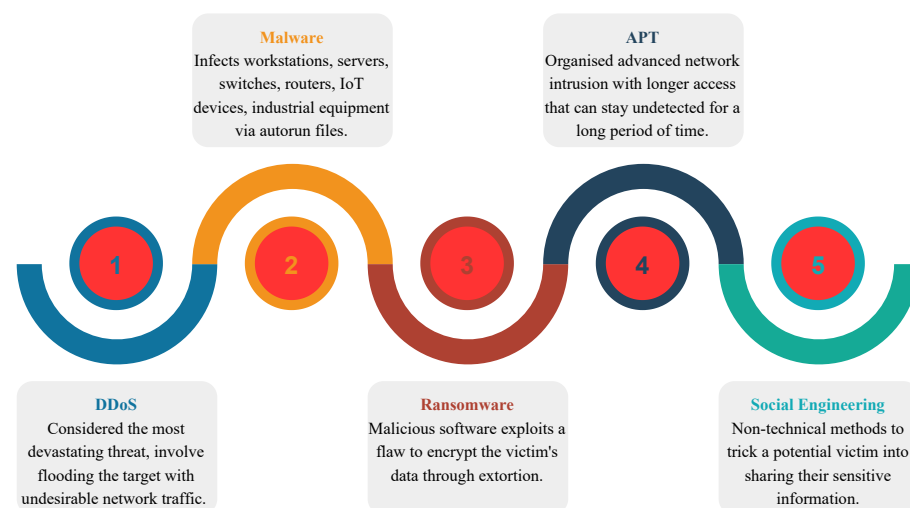 Malware
Infects workstations, servers,
switches, routers, IoT
devices, industrial equipment
via autorun files.
APT
Organised advanced network
intrusion with longer access
that can stay undetected for a
long period of time.
1
2
3
4
5
DDoS
Considered the most
devastating threat, involve
flooding the target with
undesirable network traffic.
Ransomware
Malicious software exploits a
flaw to encrypt the victim's
data through extortion.
Social Engineering
Non-technical methods to
trick a potential victim into
sharing their sensitive
information.